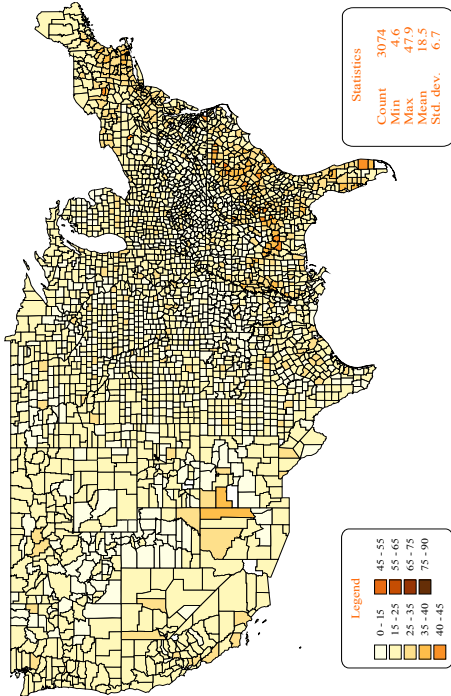 Legend
0 - 15
15 - 25
25 - 35
35 - 40
40 - 45
45 - 55
55 - 65
65 - 75
75 - 90
Statistics
Count 3074
Min 4.6
Max 47.9
Mean 18.5
Std. dev. 6.7